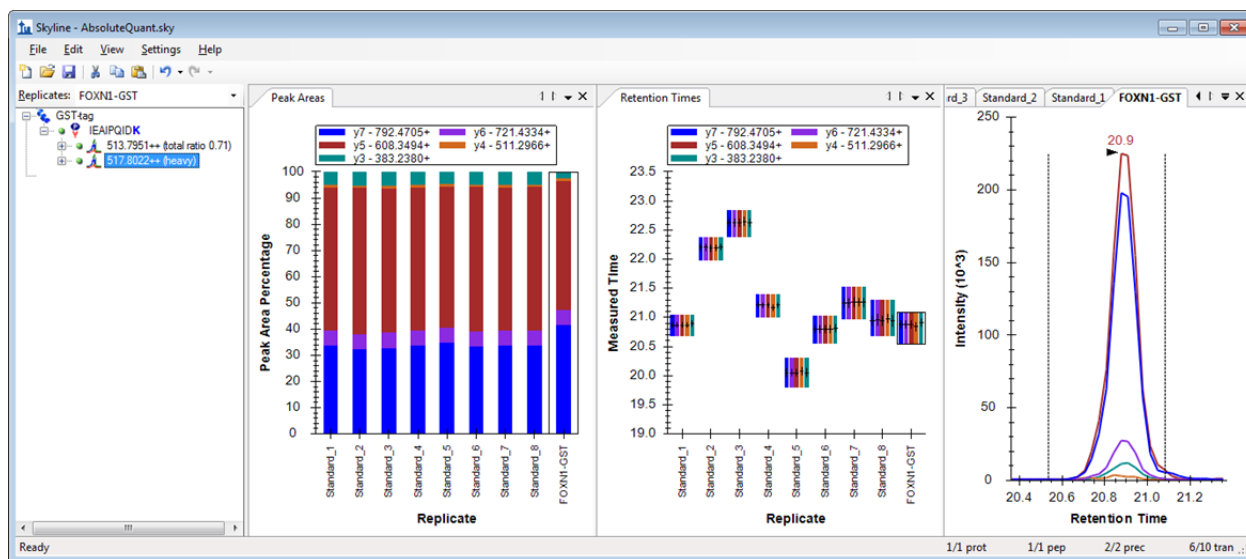 Skyline - AbsoluteQuant.sky
File Edit View Settings Help
Replicates: FOXN1-GST
GST-tag
IEAIPQIDK
513.7951++ (total ratio 0.71)
517.8022++ (heavy)
Peak Areas
y7 - 792.4705+ y6 - 721.4334+
y5 - 608.3494+ y4 - 511.2966+
y3 - 383.2380+
Peak Area Percentage
100
90
80
70
60
50
40
30
20
10
0
Standard_1
Standard_2
Standard_3
Standard_4
Standard_5
Standard_6
Standard_7
Standard_8
FOXN1-GST
Replicate
Retention Times
y7 - 792.4705+ y6 - 721.4334+
y5 - 608.3494+ y4 - 511.2966+
y3 - 383.2380+
Measured Time
23.5
23.0
22.5
22.0
21.5
21.0
20.5
20.0
19.5
19.0
Standard_1
Standard_2
Standard_3
Standard_4
Standard_5
Standard_6
Standard_7
Standard_8
FOXN1-GST
Replicate
rd_3 Standard_2 Standard_1 FOXN1-GST
Intensity (10^3)
250
200
150
100
50
0
20.9
20.4 20.6 20.8 21.0 21.2
Retention Time
Ready 1/1 prot 1/1 pep 2/2 prec 6/10 tran